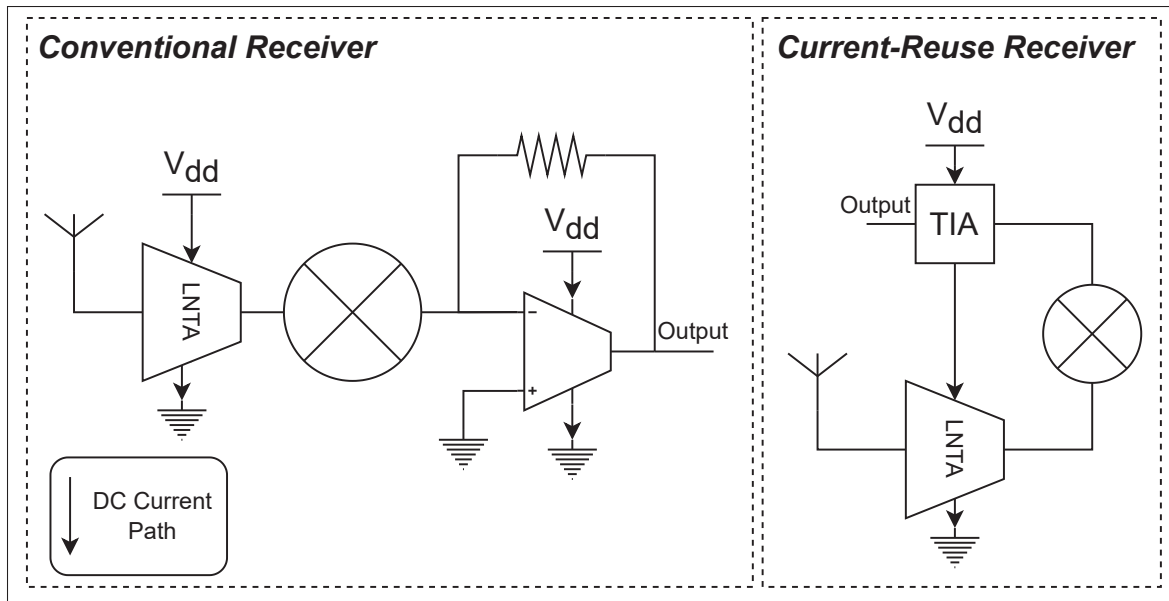 Conventional Receiver
Vdd
LNTA
Vdd
-
+
Output
DC Current
Path
Current-Reuse Receiver
Vdd
Output
TIA
LNTA